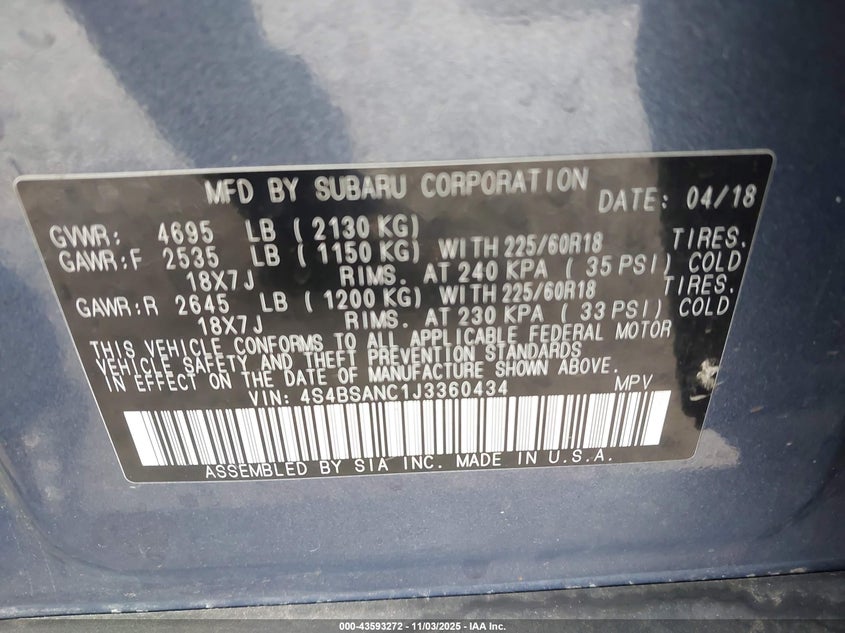 MFD BY SUBARU CORPORATION DATE: 04/18
GVWR: 4695 LB ( 2130 KG)
GAWR:F 2535 LB ( 1150 KG) WITH 225/60R18 TIRES.
18X7J RIMS. AT 240 KPA ( 35 PSI) COLD
GAWR:R 2645 LB ( 1200 KG) WITH 225/60R18 TIRES.
18X7J RIMS. AT 230 KPA ( 33 PSI) COLD
THIS VEHICLE CONFORMS TO ALL APPLICABLE FEDERAL MOTOR
VEHICLE SAFETY AND THEFT PREVENTION STANDARDS
IN EFFECT ON THE DATE OF MANUFACTURE SHOWN ABOVE.
VIN: 4S4BSANC1J3360434 MPV
ASSEMBLED BY SIA INC. MADE IN U.S.A.
000-43593272 - 11/03/2025 - IAA Inc.